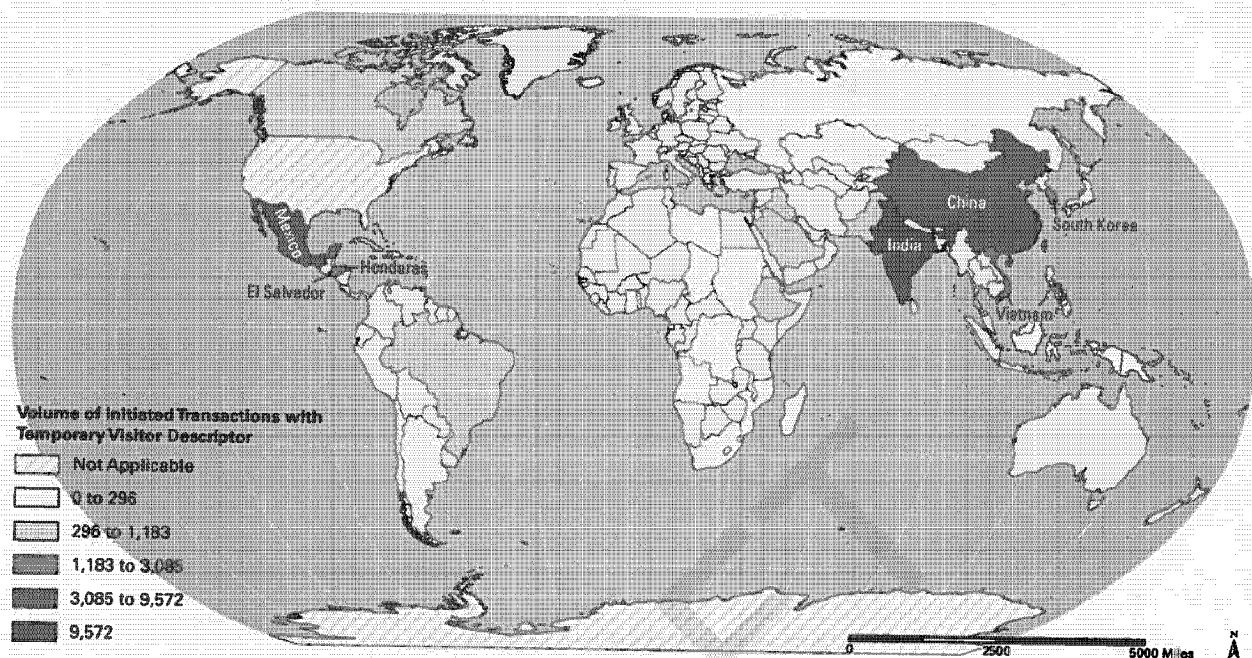 China
South Korea
India
Mexico
Honduras
El Salvador
Vietnam
Volume of Initiated Transactions with
Temporary Visitor Descriptor
Not Applicable
0 to 296
296 to 1,183
1,183 to 3,085
3,085 to 9,572
9,572
0 2500 5000 Miles
N